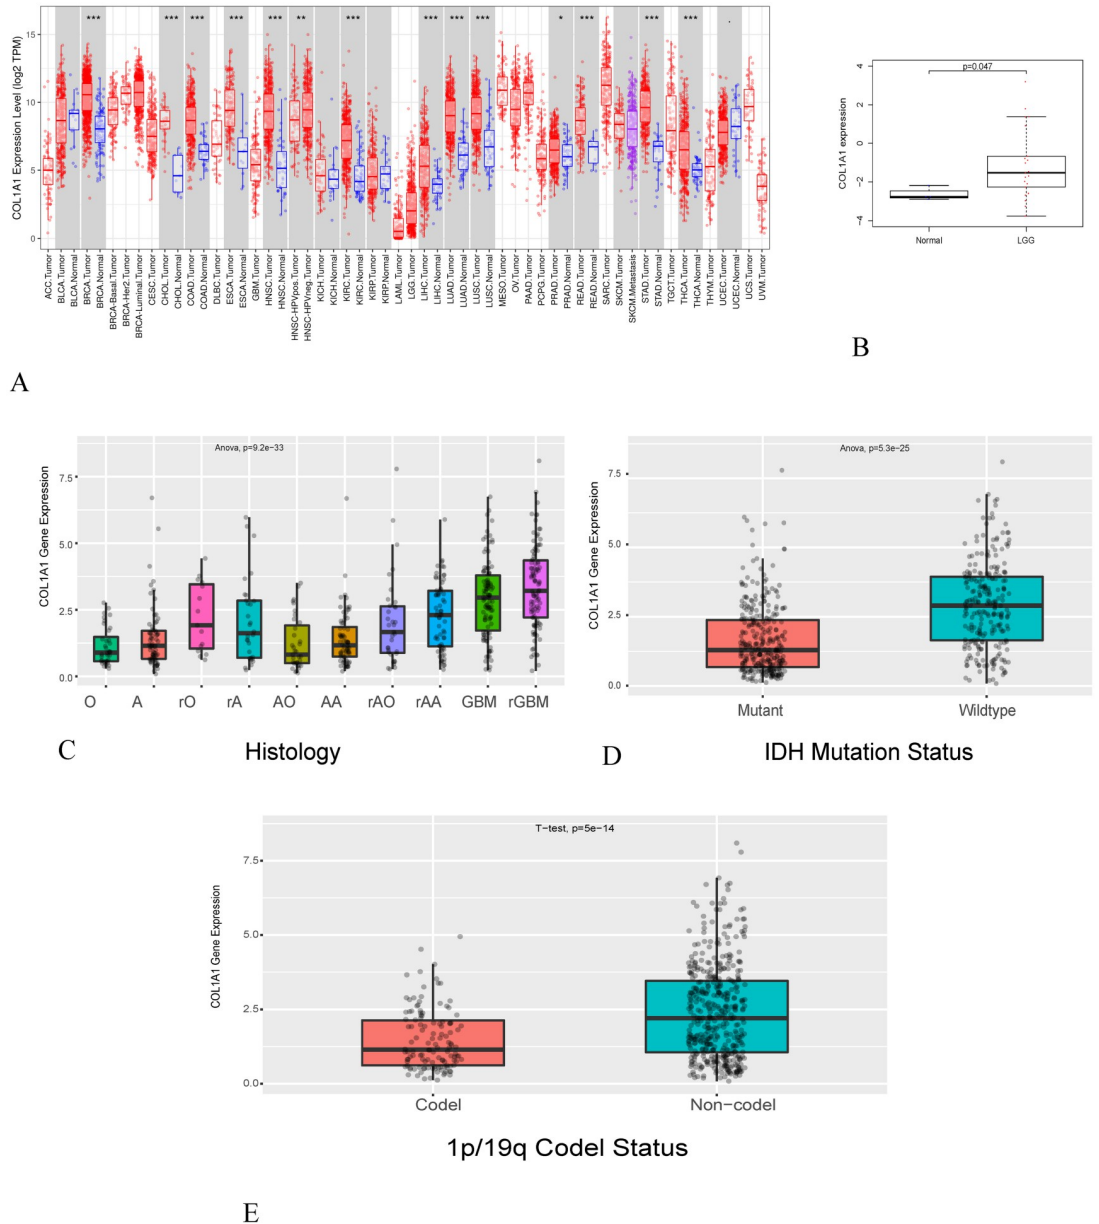 COL1A1 Expression Level (log2 TPM)
15
10
5
0
*** *** *** *** *** ** *** *** *** *** * *** *** *** .
ACC.Tumor
BLCA.Tumor
BLCA.Normal
BRCA.Tumor
BRCA.Normal
BRCA-Basal.Tumor
BRCA-Her2.Tumor
BRCA-Luminal.Tumor
CESC.Tumor
CHOL.Tumor
CHOL.Normal
COAD.Tumor
COAD.Normal
DLBC.Tumor
ESCA.Tumor
ESCA.Normal
GBM.Tumor
HNSC.Tumor
HNSC.Normal
HNSC-HPVpos.Tumor
HNSC-HPVneg.Tumor
KICH.Tumor
KICH.Normal
KIRC.Tumor
KIRC.Normal
KIRP.Tumor
KIRP.Normal
LAML.Tumor
LGG.Tumor
LIHC.Tumor
LIHC.Normal
LUAD.Tumor
LUAD.Normal
LUSC.Tumor
LUSC.Normal
MESO.Tumor
OV.Tumor
PAAD.Tumor
PCPG.Tumor
PRAD.Tumor
PRAD.Normal
READ.Tumor
READ.Normal
SARC.Tumor
SKCM.Tumor
SKCM.Metastasis
STAD.Tumor
STAD.Normal
TGCT.Tumor
THCA.Tumor
THCA.Normal
THYM.Tumor
UCEC.Tumor
UCEC.Normal
UCS.Tumor
UVM.Tumor
A
COL1A1 expression
4
2
0
−2
−4
p=0.047
Normal LGG
B
COL1A1 Gene Expression
7.5
5.0
2.5
0.0
Anova, p=9.2e−33
O A rO rA AO AA rAO rAA GBM rGBM
C
Histology
COL1A1 Gene Expression
7.5
5.0
2.5
0.0
Anova, p=5.3e−25
Mutant Wildtype
D
IDH Mutation Status
COL1A1 Gene Expression
7.5
5.0
2.5
0.0
T−test, p=5e−14
Codel Non−codel
1p/19q Codel Status
E